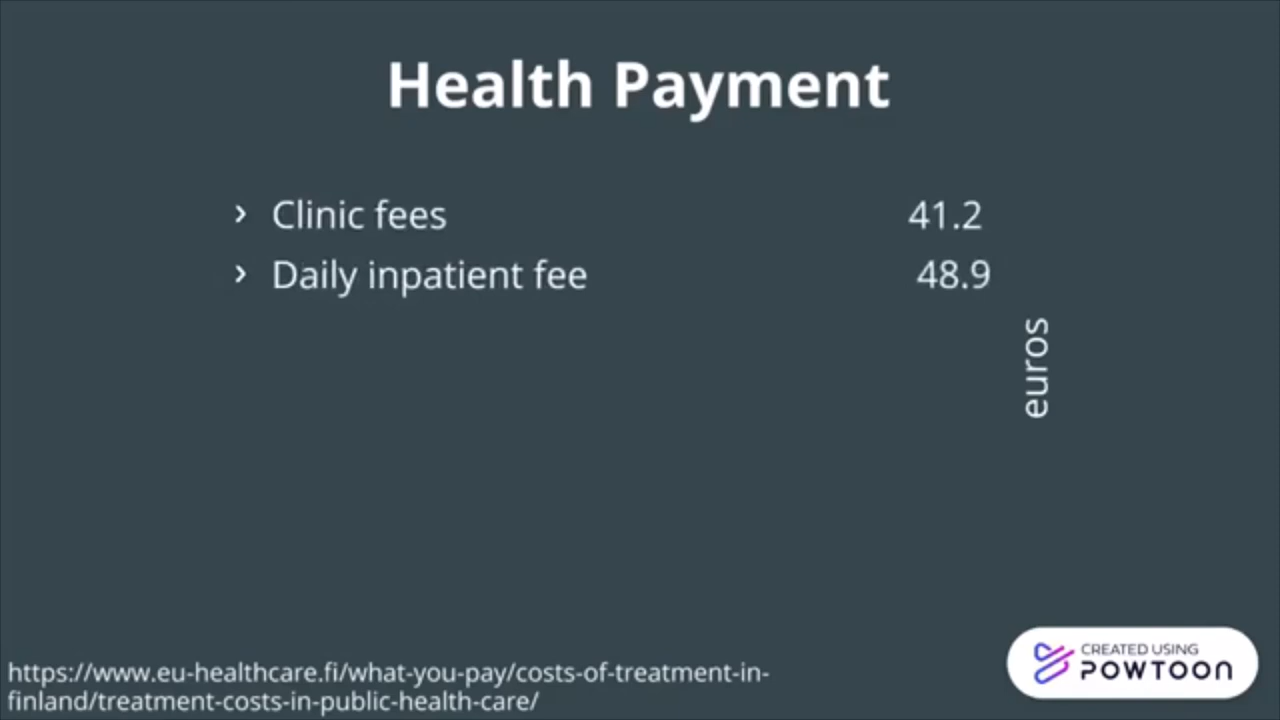 Health Payment
› Clinic fees 41.2
› Daily inpatient fee 48.9
euros
https://www.eu-healthcare.fi/what-you-pay/costs-of-treatment-in-
finland/treatment-costs-in-public-health-care/
CREATED USING
POWTOON